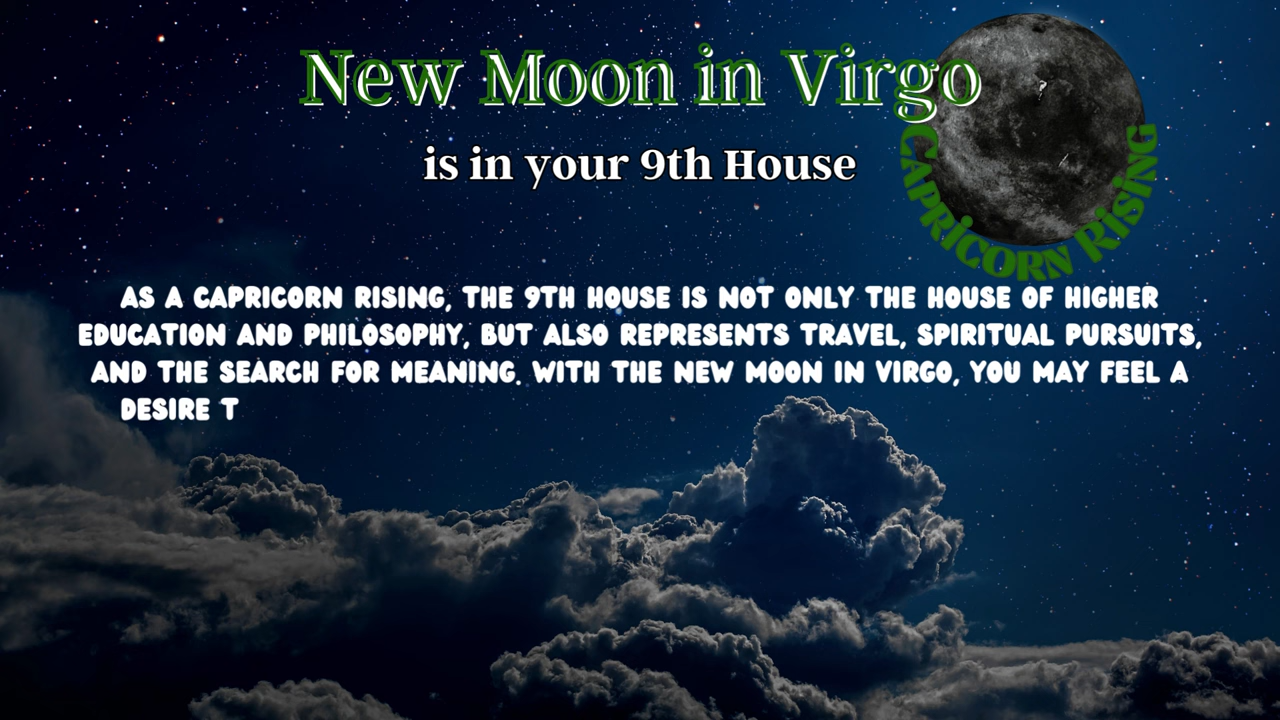 New Moon in Virgo
is in your 9th House
CAPRICORN RISING
AS A CAPRICORN RISING, THE 9TH HOUSE IS NOT ONLY THE HOUSE OF HIGHER
EDUCATION AND PHILOSOPHY, BUT ALSO REPRESENTS TRAVEL, SPIRITUAL PURSUITS,
AND THE SEARCH FOR MEANING. WITH THE NEW MOON IN VIRGO, YOU MAY FEEL A
DESIRE T